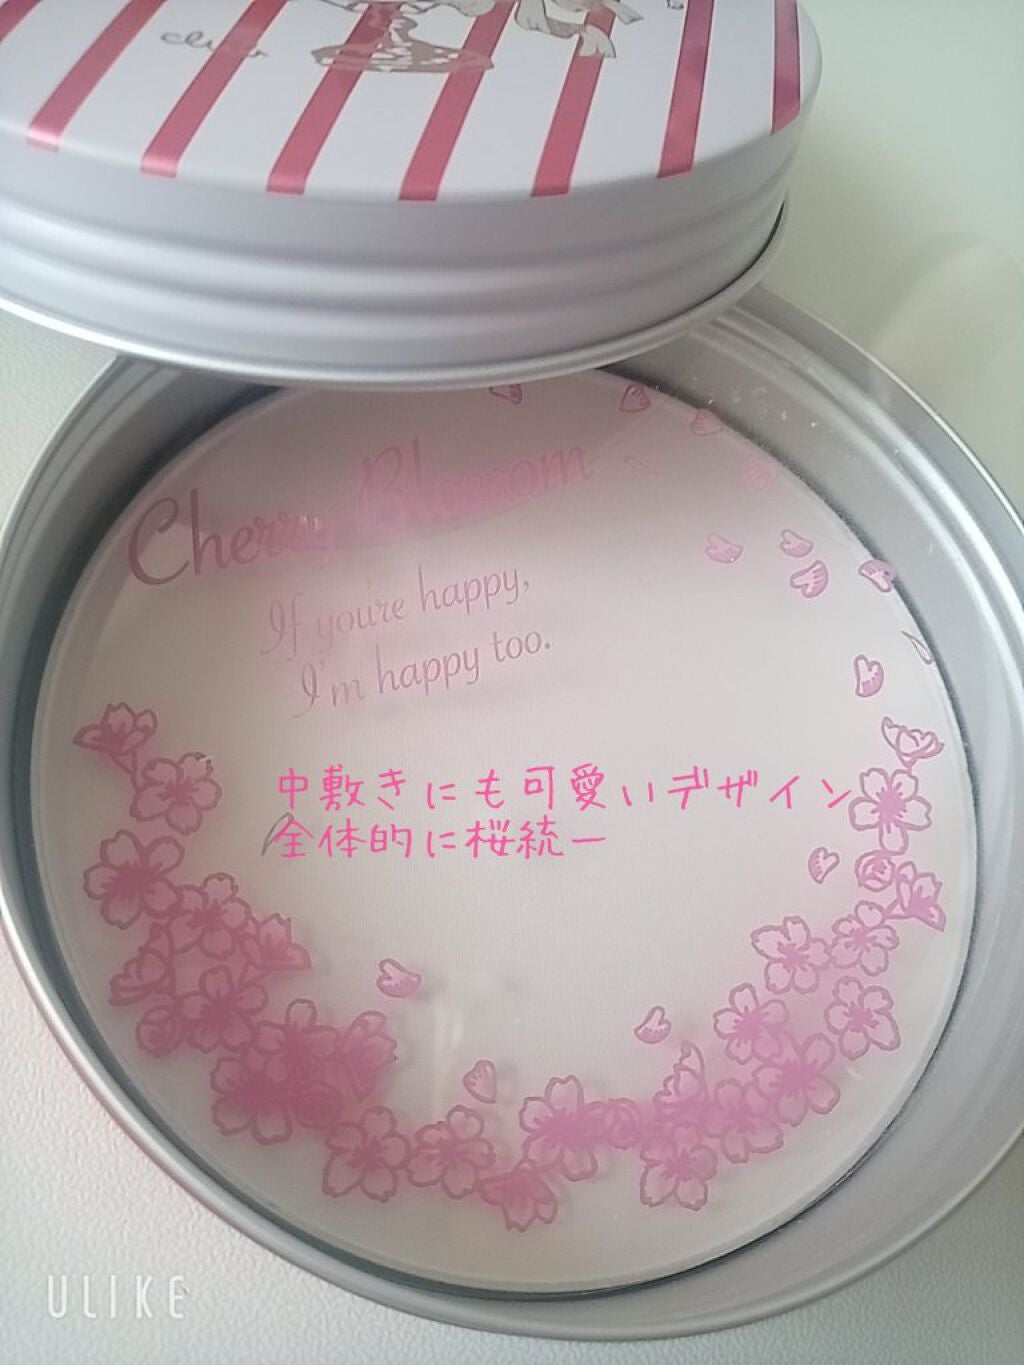 club
Cherry Blossom
If you're happy,
I'm happy too.
中敷きにも可愛いデザイン
全体的に桜統一
ULIKE